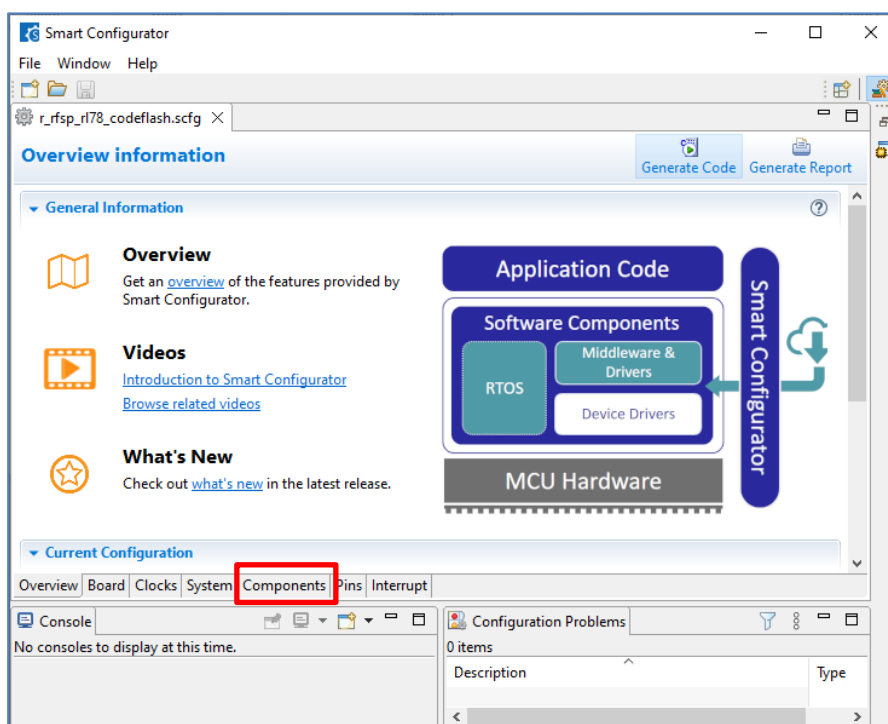 Smart Configurator
File Window Help
r_rfsp_rl78_codeflash.scfg
Overview information
Generate Code Generate Report
General Information
Overview
Get an overview of the features provided by
Smart Configurator.
Videos
Introduction to Smart Configurator
Browse related videos
What's New
Check out what's new in the latest release.
Application Code
Software Components
RTOS
Middleware &
Drivers
Device Drivers
MCU Hardware
Smart Configurator
Current Configuration
Overview Board Clocks System Components Pins Interrupt
Console
No consoles to display at this time.
Configuration Problems
0 items
Description Type